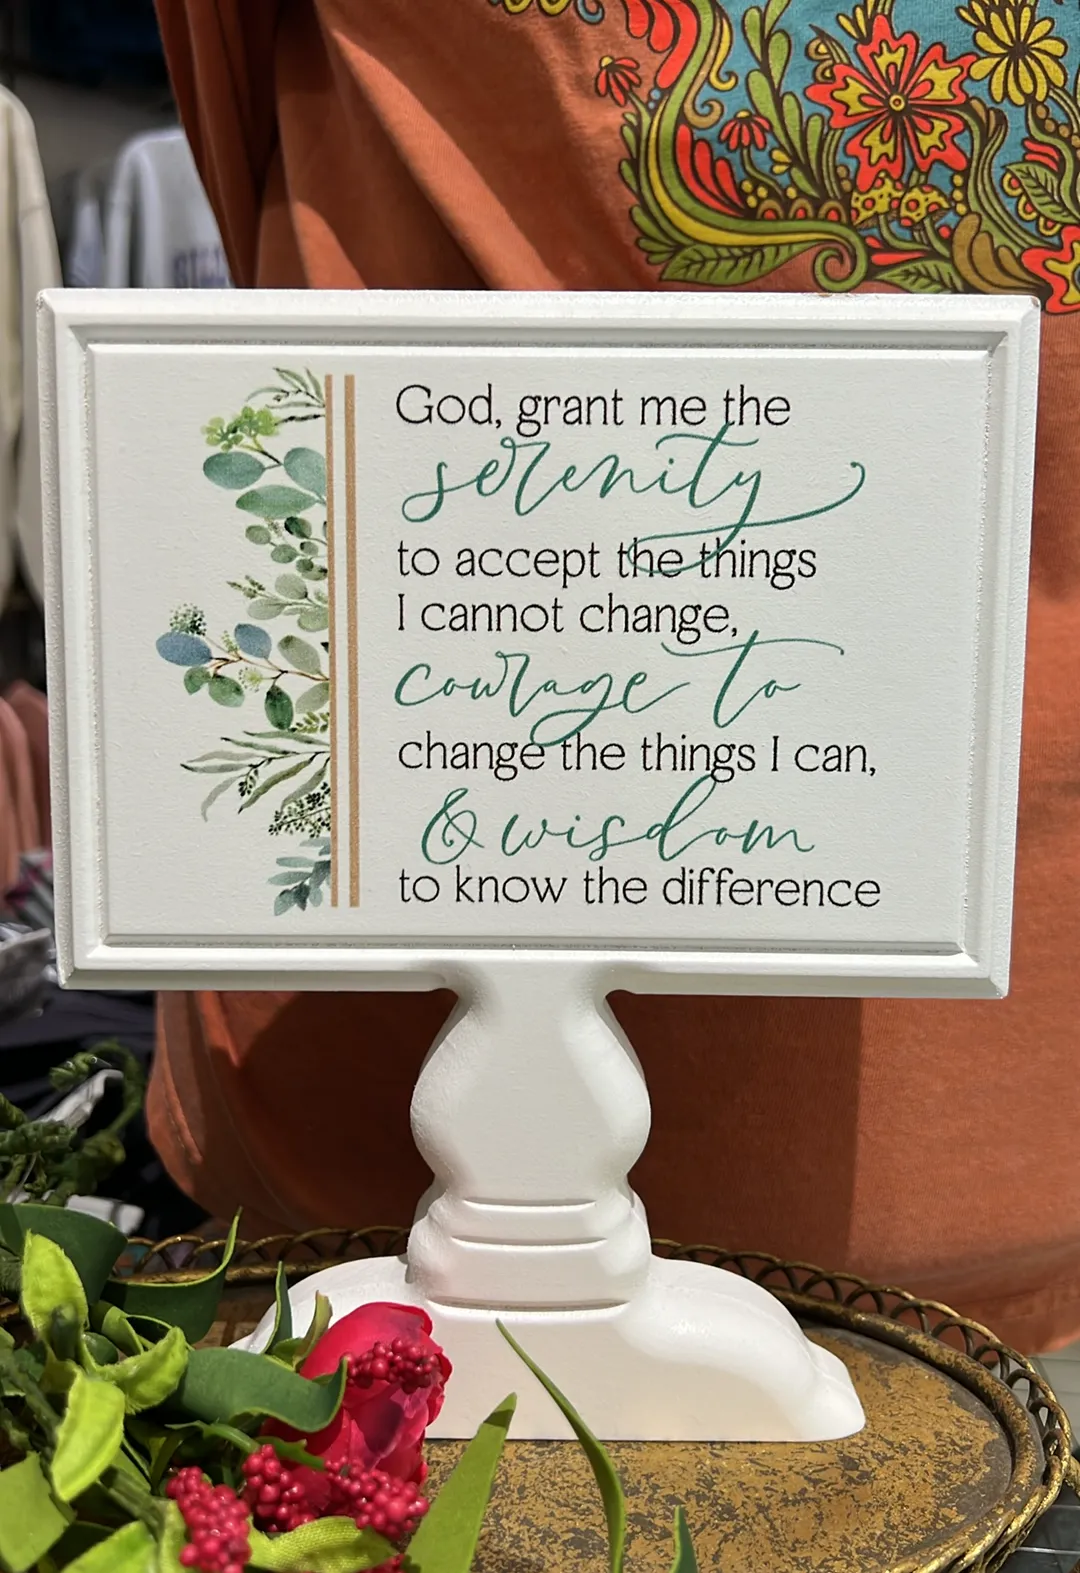 God, grant me the
serenity
to accept the things
I cannot change,
courage to
change the things I can,
& wisdom
to know the difference